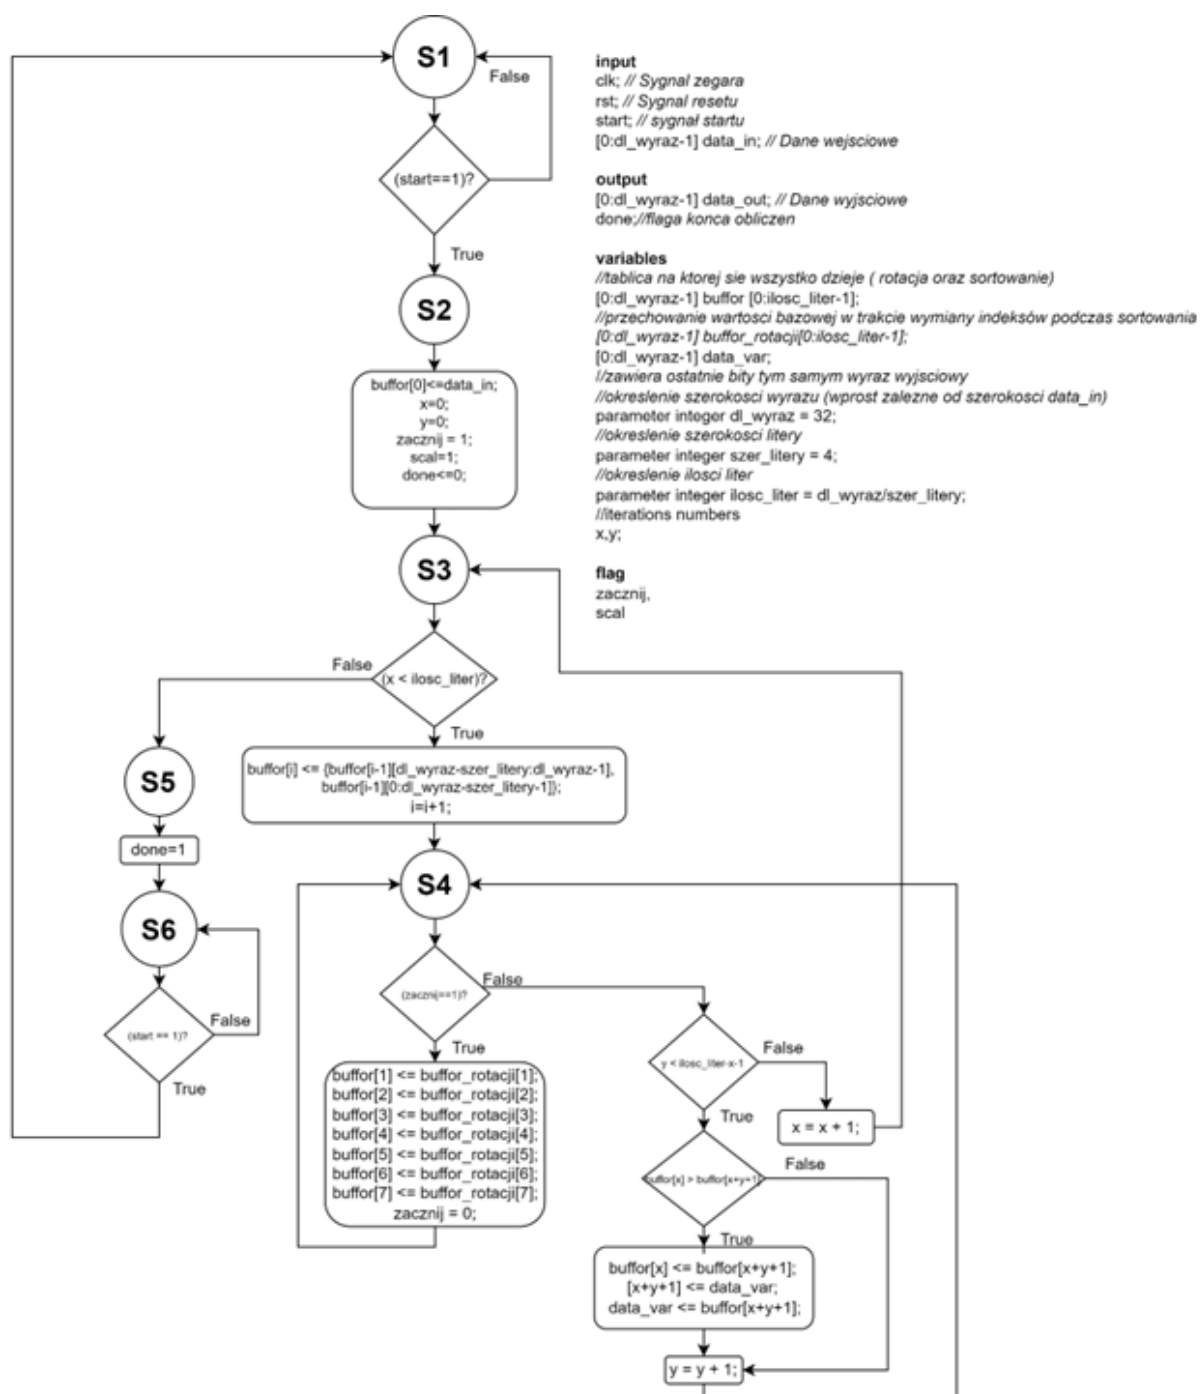 S1
False
(start==1)?
True
S2
buffor[0]<=data_in;
x=0;
y=0;
zacznij = 1;
scal=1;
done<=0;
S3
False
(x < ilosc_liter)?
True
S5
buffor[i] <= {buffor[i-1][dl_wyraz-szer_litery:dl_wyraz-1],
buffor[i-1][0:dl_wyraz-szer_litery-1]};
i=i+1;
done=1
S4
S6
(zacznij==1)?
False
(start == 1)?
False
True
True
buffor[1] <= buffor_rotacji[1];
buffor[2] <= buffor_rotacji[2];
buffor[3] <= buffor_rotacji[3];
buffor[4] <= buffor_rotacji[4];
buffor[5] <= buffor_rotacji[5];
buffor[6] <= buffor_rotacji[6];
buffor[7] <= buffor_rotacji[7];
zacznij = 0;
y < ilosc_liter-x-1
False
True
x = x + 1;
buffor[x] > buffor[x+y+1]
False
True
buffor[x] <= buffor[x+y+1];
[x+y+1] <= data_var;
data_var <= buffor[x+y+1];
y = y + 1;
input
clk; // Sygnal zegara
rst; // Sygnal resetu
start; // sygnał startu
[0:dl_wyraz-1] data_in; // Dane wejsciowe
output
[0:dl_wyraz-1] data_out; // Dane wyjsciowe
done;//flaga konca obliczen
variables
//tablica na ktorej sie wszystko dzieje ( rotacja oraz sortowanie)
[0:dl_wyraz-1] buffor [0:ilosc_liter-1];
//przechowanie wartosci bazowej w trakcie wymiany indeksów podczas sortowania
[0:dl_wyraz-1] buffor_rotacji[0:ilosc_liter-1];
[0:dl_wyraz-1] data_var;
//zawiera ostatnie bity tym samym wyraz wyjsciowy
//okreslenie szerokosci wyrazu (wprost zalezne od szerokosci data_in)
parameter integer dl_wyraz = 32;
//okreslenie szerokosci litery
parameter integer szer_litery = 4;
//okreslenie ilosci liter
parameter integer ilosc_liter = dl_wyraz/szer_litery;
//iterations numbers
x,y;
flag
zacznij,
scal